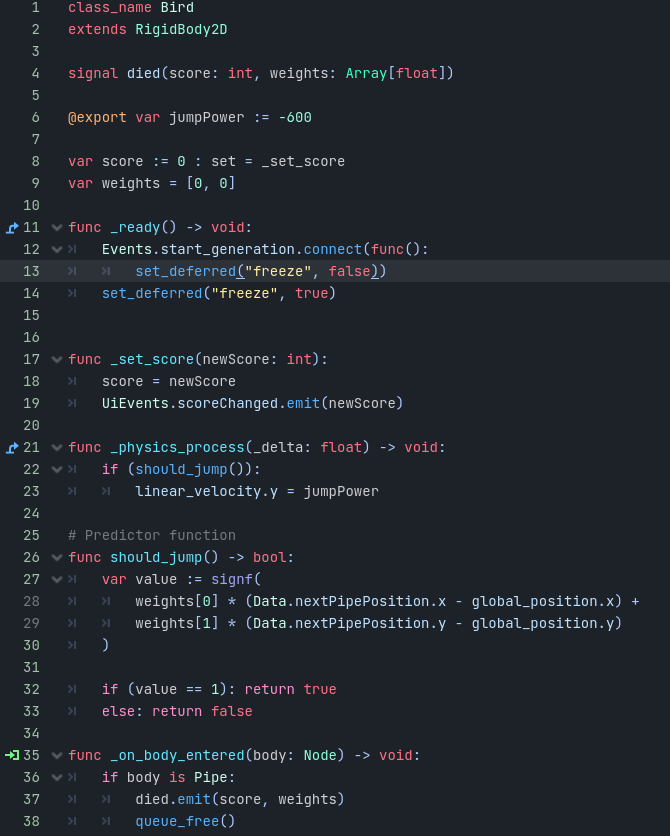 1 class_name Bird
2 extends RigidBody2D
3
4 signal died(score: int, weights: Array[float])
5
6 @export var jumpPower := -600
7
8 var score := 0 : set = _set_score
9 var weights = [0, 0]
10
11 func _ready() -> void:
12 Events.start_generation.connect(func():
13 set_deferred("freeze", false))
14 set_deferred("freeze", true)
15
16
17 func _set_score(newScore: int):
18 score = newScore
19 UiEvents.scoreChanged.emit(newScore)
20
21 func _physics_process(_delta: float) -> void:
22 if (should_jump()):
23 linear_velocity.y = jumpPower
24
25 # Predictor function
26 func should_jump() -> bool:
27 var value := signf(
28 weights[0] * (Data.nextPipePosition.x - global_position.x) +
29 weights[1] * (Data.nextPipePosition.y - global_position.y)
30 )
31
32 if (value == 1): return true
33 else: return false
34
35 func _on_body_entered(body: Node) -> void:
36 if body is Pipe:
37 died.emit(score, weights)
38 queue_free()